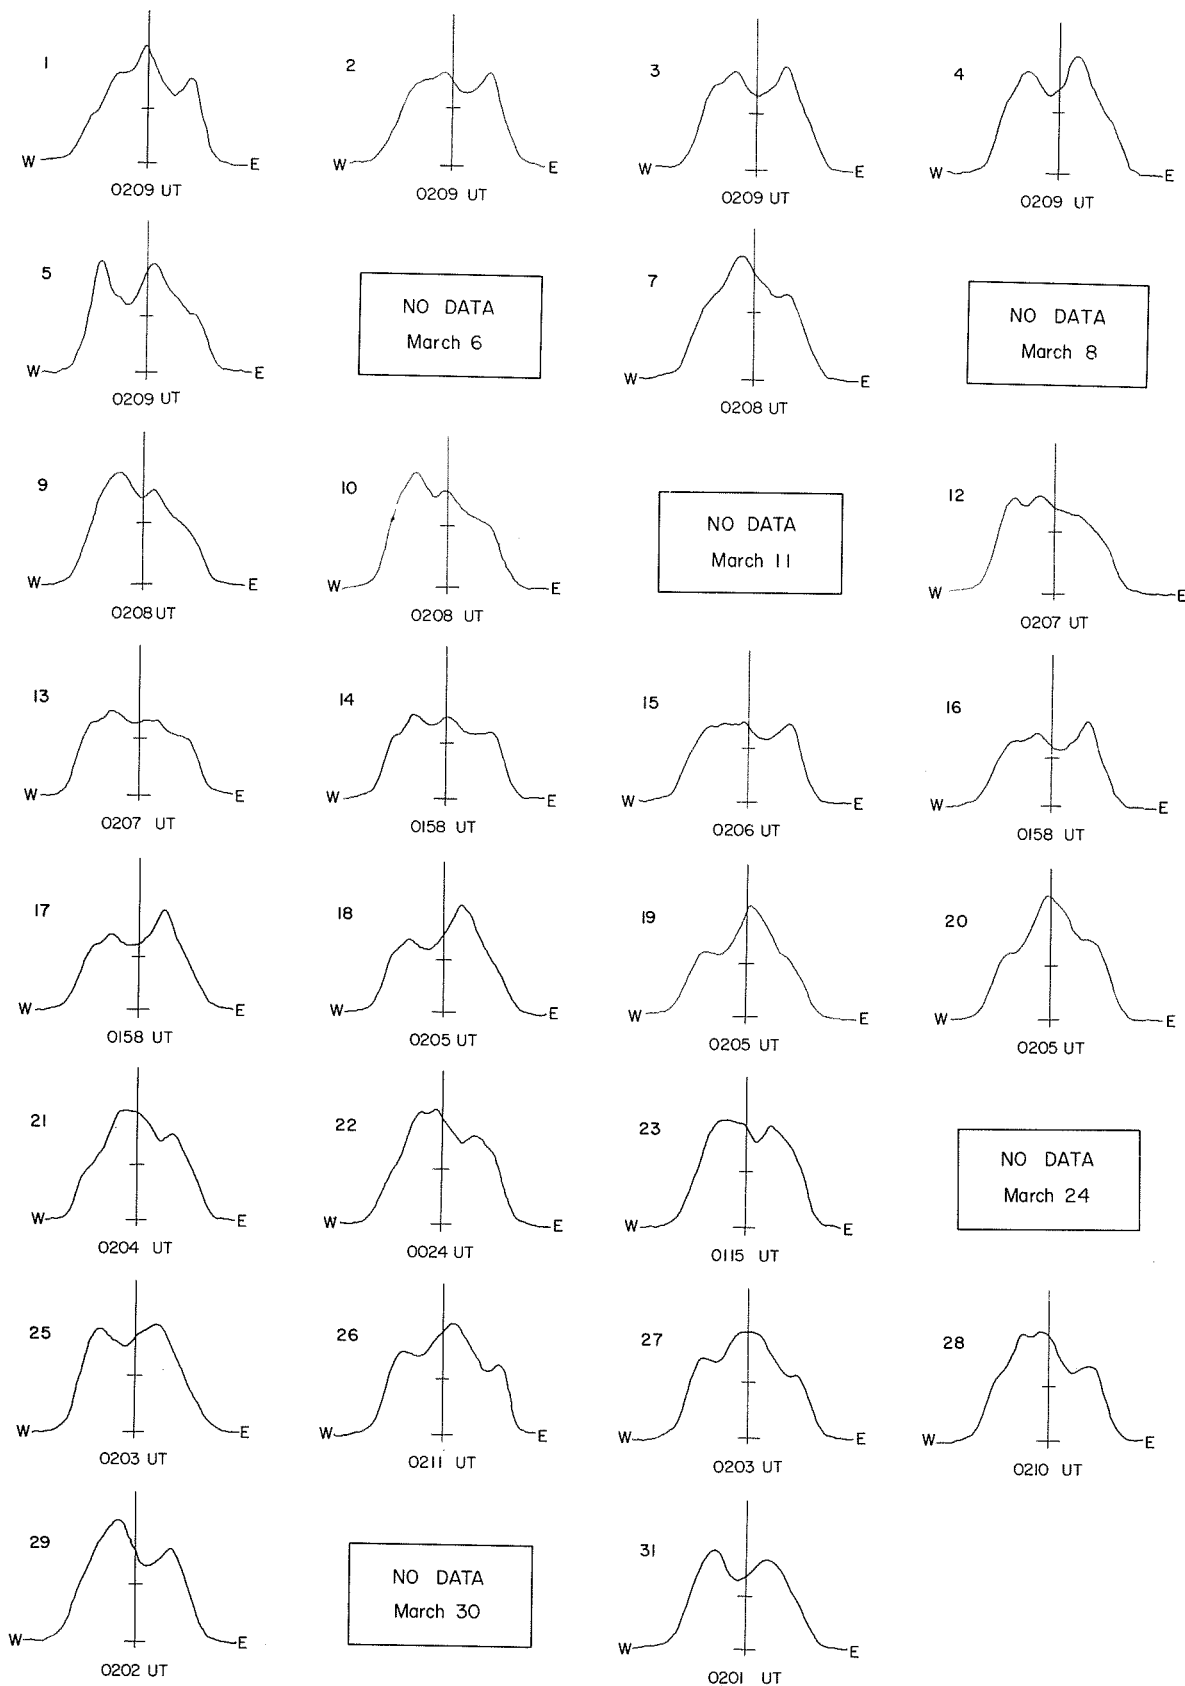 1 2 3 4
W E W E W E W E
0209 UT 0209 UT 0209 UT 0209 UT
5 NO DATA 7 NO DATA
March 6 March 8
W E W E
0209 UT 0208 UT
9 10 NO DATA 12
March 11
W E W E W E
0208 UT 0208 UT 0207 UT
13 14 15 16
W E W E W E W E
0207 UT 0158 UT 0206 UT 0158 UT
17 18 19 20
W E W E W E W E
0158 UT 0205 UT 0205 UT 0205 UT
21 22 23 NO DATA
March 24
W E W E W E
0204 UT 0024 UT 0115 UT
25 26 27 28
W E W E W E W E
0203 UT 0211 UT 0203 UT 0210 UT
29 NO DATA 31
March 30
W E W E
0202 UT 0201 UT